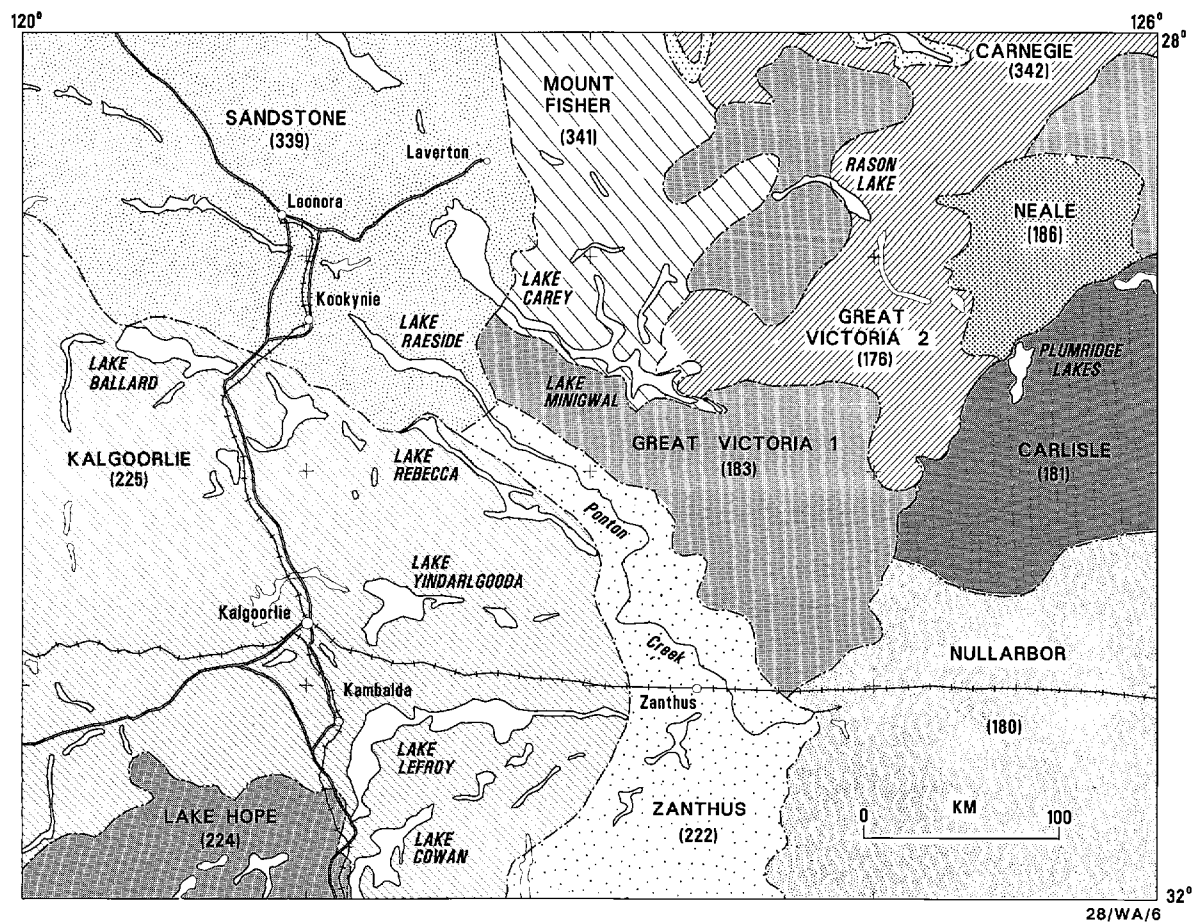 120°
126°
28°
CARNEGIE
(342)
MOUNT
FISHER
(341)
SANDSTONE
(339)
Laverton
RASON
LAKE
Leonora
NEALE
(186)
LAKE
CAREY
Kookynie
LAKE
RAESIDE
GREAT
VICTORIA 2
(176)
PLUMRIDGE
LAKES
LAKE
BALLARD
LAKE
MINIGWAL
GREAT VICTORIA 1
(183)
CARLISLE
(181)
KALGOORLIE
(225)
LAKE
REBECCA
Ponton
LAKE
YINDARLGOODA
Kalgoorlie
Creek
NULLARBOR
(180)
Kambalda
Zanthus
LAKE
LEFROY
KM
0 100
LAKE HOPE
(224)
ZANTHUS
(222)
LAKE
COWAN
32°
28/WA/6